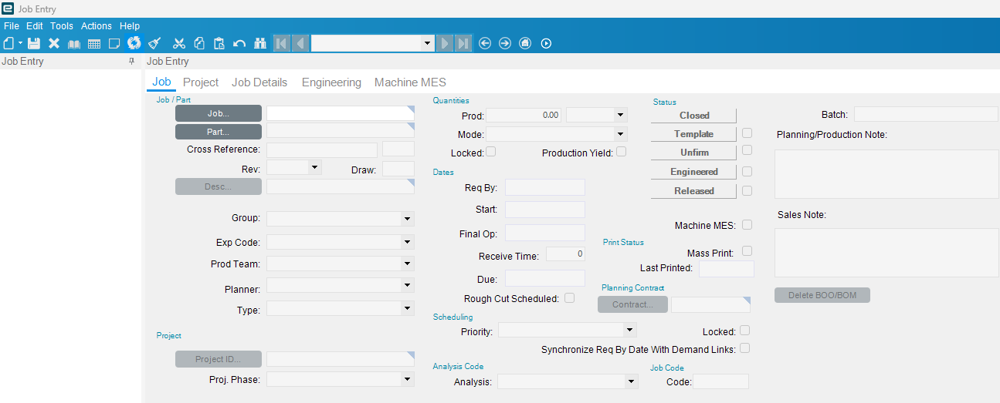 Job Entry
File Edit Tools Actions Help
Job Entry
Job Entry
Job Project Job Details Engineering Machine MES
Job / Part
Job...
Part...
Cross Reference:
Rev: Draw:
Desc...
Group:
Exp Code:
Prod Team:
Planner:
Type:
Project
Project ID...
Proj. Phase:
Quantities
Prod: 0.00
Mode:
Locked: Production Yield:
Dates
Req By:
Start:
Final Op:
Receive Time: 0
Due:
Rough Cut Scheduled:
Scheduling
Priority:
Locked:
Synchronize Req By Date With Demand Links:
Analysis Code
Analysis:
Job Code
Code:
Status
Closed
Template
Unfirm
Engineered
Released
Machine MES:
Print Status
Mass Print:
Last Printed:
Planning Contract
Contract...
Batch:
Planning/Production Note:
Sales Note:
Delete BOO/BOM